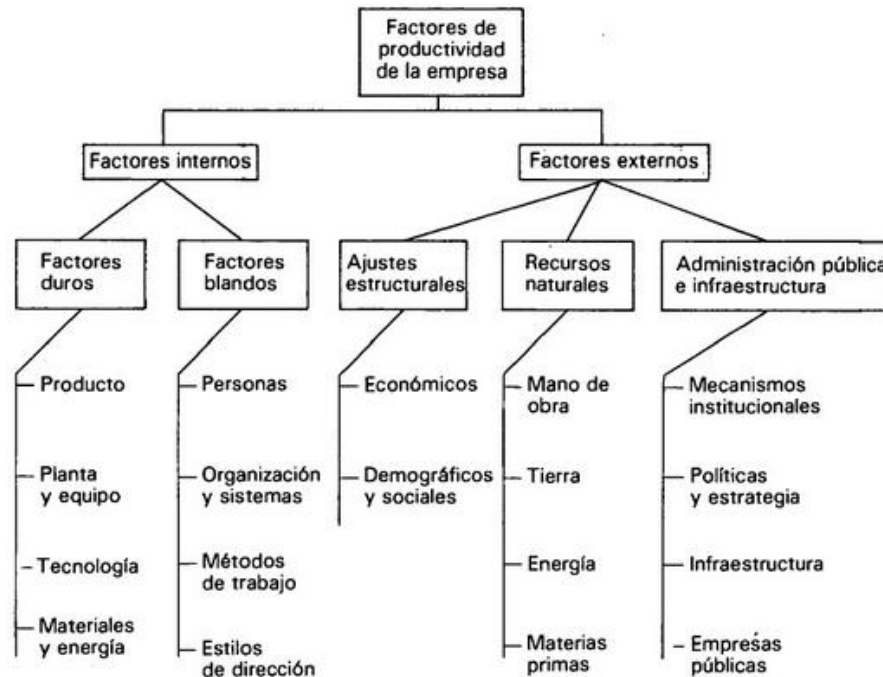 Factores de
productividad
de la empresa
Factores internos
Factores externos
Factores
duros
Factores
blandos
Ajustes
estructurales
Recursos
naturales
Administración pública
e infraestructura
Producto
Planta
y equipo
Tecnología
Materiales
y energía
Personas
Organización
y sistemas
Métodos
de trabajo
Estilos
de dirección
Económicos
Demográficos
y sociales
Mano de
obra
Tierra
Energía
Materias
primas
Mecanismos
institucionales
Políticas
y estrategia
Infraestructura
Empresas
públicas